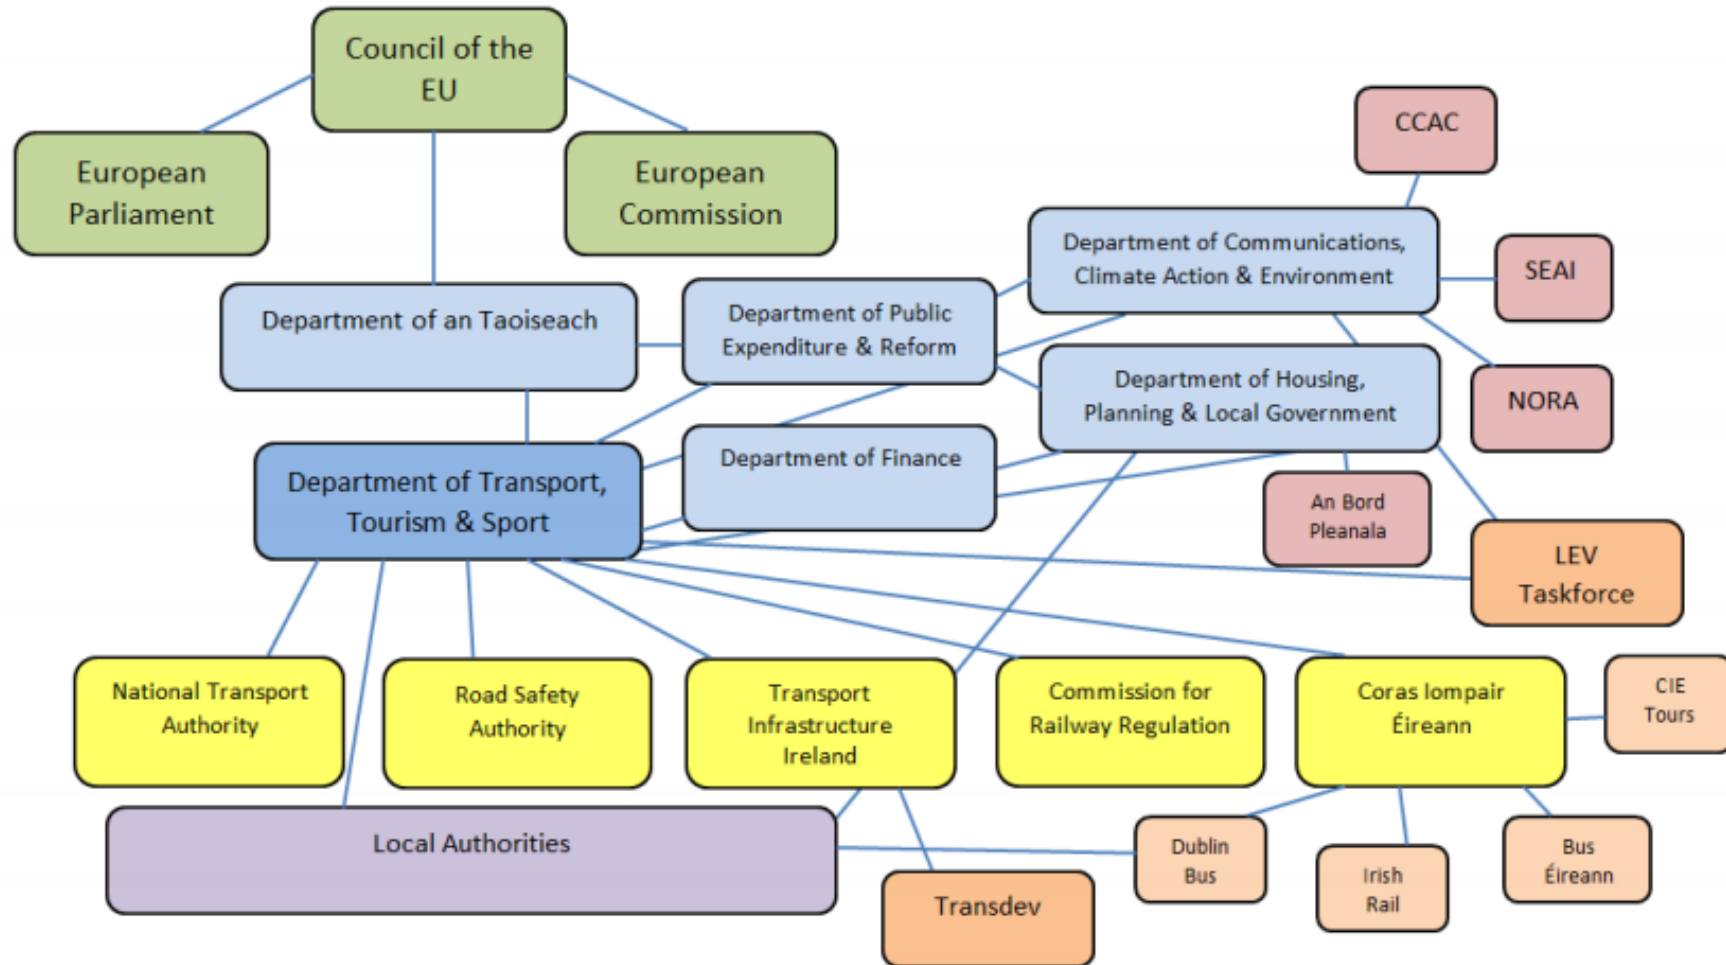 Council of the
EU
European
Parliament
European
Commission
CCAC
Department of Communications,
Climate Action & Environment
SEAI
Department of an Taoiseach
Department of Public
Expenditure & Reform
Department of Housing,
Planning & Local Government
NORA
Department of Transport,
Tourism & Sport
Department of Finance
An Bord
Pleanala
LEV
Taskforce
National Transport
Authority
Road Safety
Authority
Transport
Infrastructure
Ireland
Commission for
Railway Regulation
Coras Iompair
Éireann
CIE
Tours
Local Authorities
Transdev
Dublin
Bus
Irish
Rail
Bus
Éireann